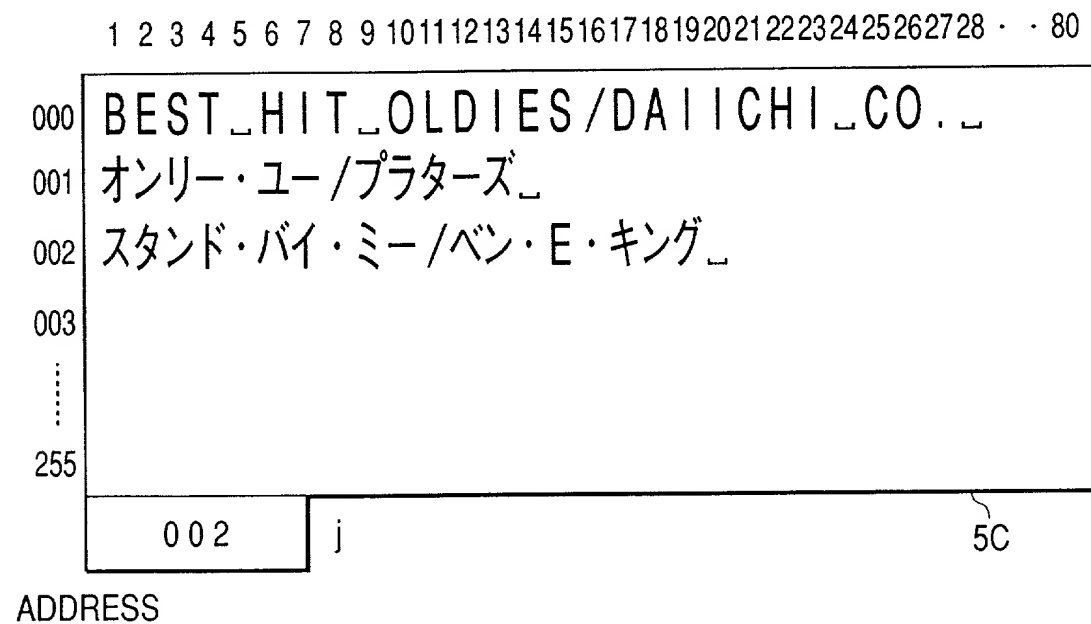 1 2 3 4 5 6 7 8 9 10 11 12 13 14 15 16 17 18 19 20 21 22 23 24 25 26 27 28 · · 80
000 BEST␣HIT␣OLDIES/DAIICHI␣CO.␣
001 オンリー・ユー/プラターズ␣
002 スタンド・バイ・ミー/ベン・E・キング␣
003
255
002 j 5C
ADDRESS